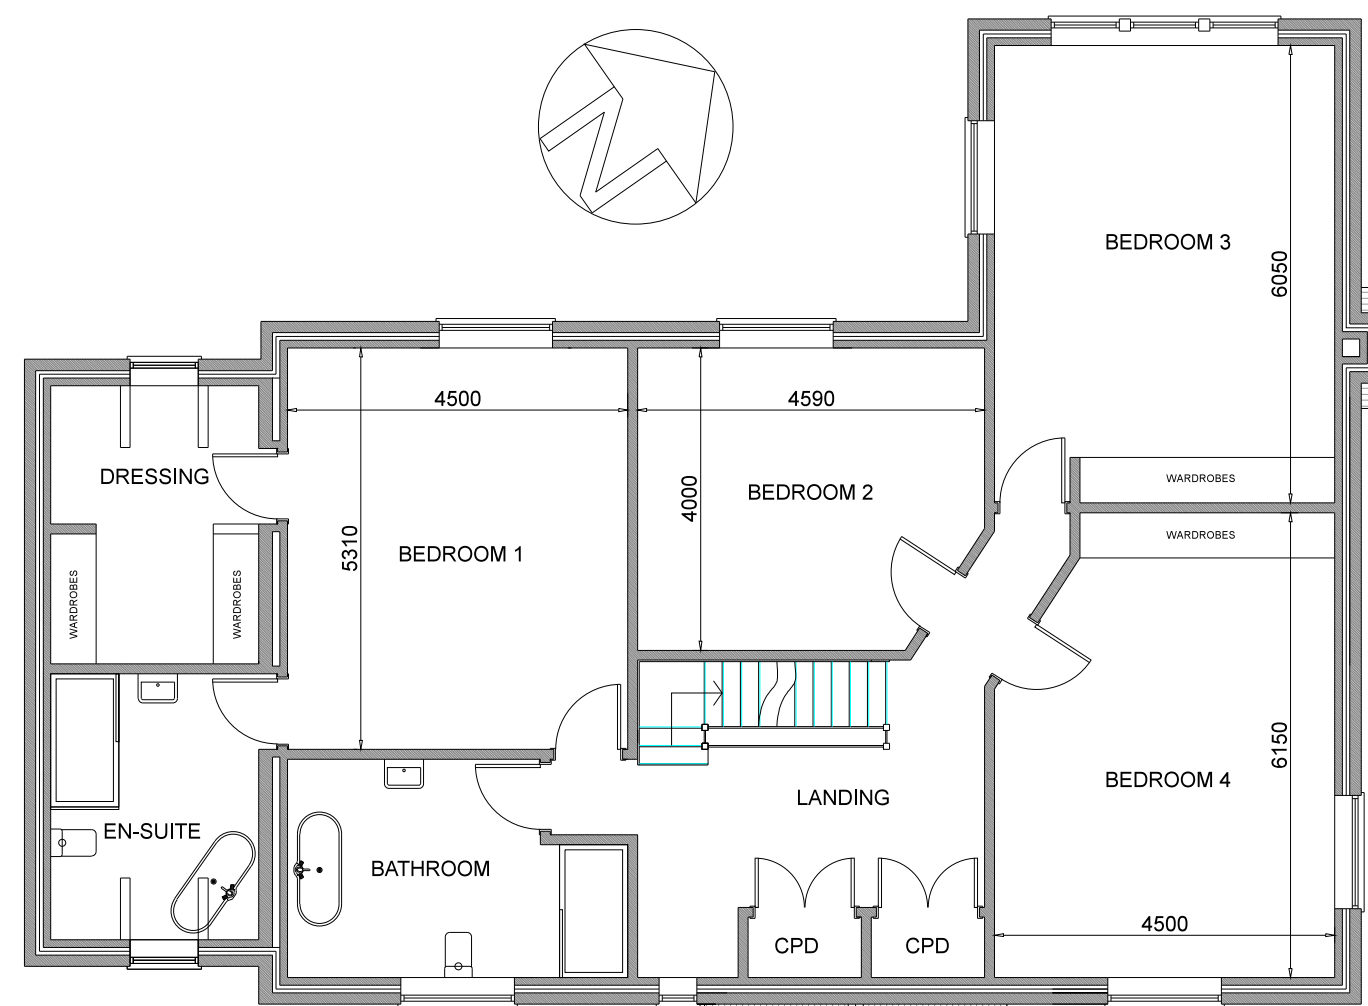 N
BEDROOM 3
6050
4500
4590
DRESSING
WARDROBES
BEDROOM 2
4000
5310
BEDROOM 1
WARDROBES
WARDROBES
WARDROBES
6150
BEDROOM 4
LANDING
EN-SUITE
BATHROOM
4500
CPD
CPD